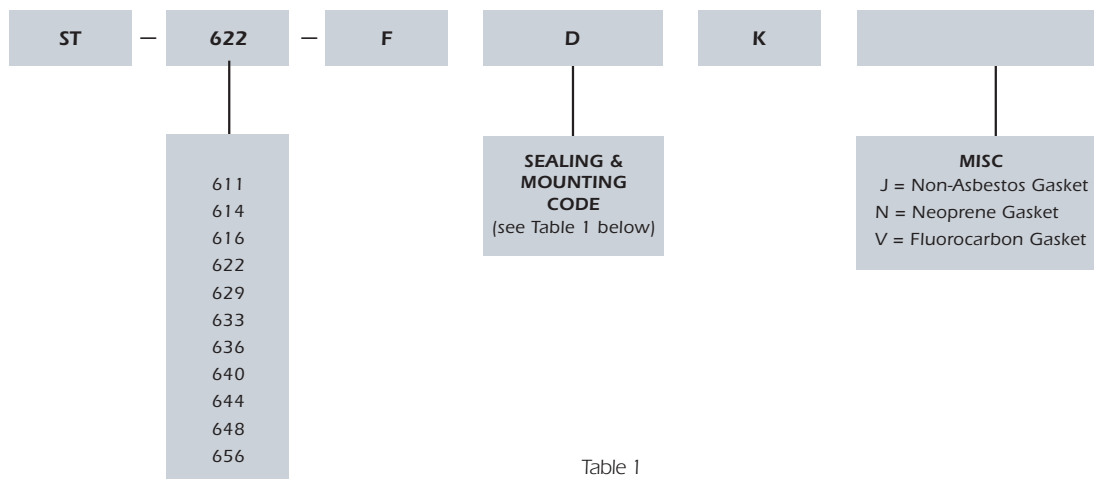 ST – 622 – F D K
611
614
616
622
629
633
636
640
644
648
656
SEALING &
MOUNTING
CODE
(see Table 1 below)
MISC
J = Non-Asbestos Gasket
N = Neoprene Gasket
V = Fluorocarbon Gasket
Table 1